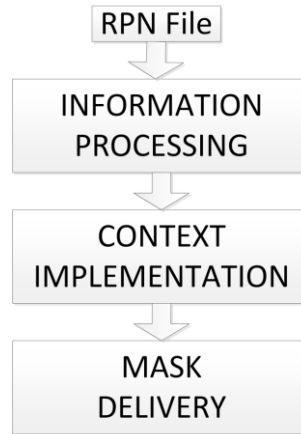 RPN File
INFORMATION
PROCESSING
CONTEXT
IMPLEMENTATION
MASK
DELIVERY